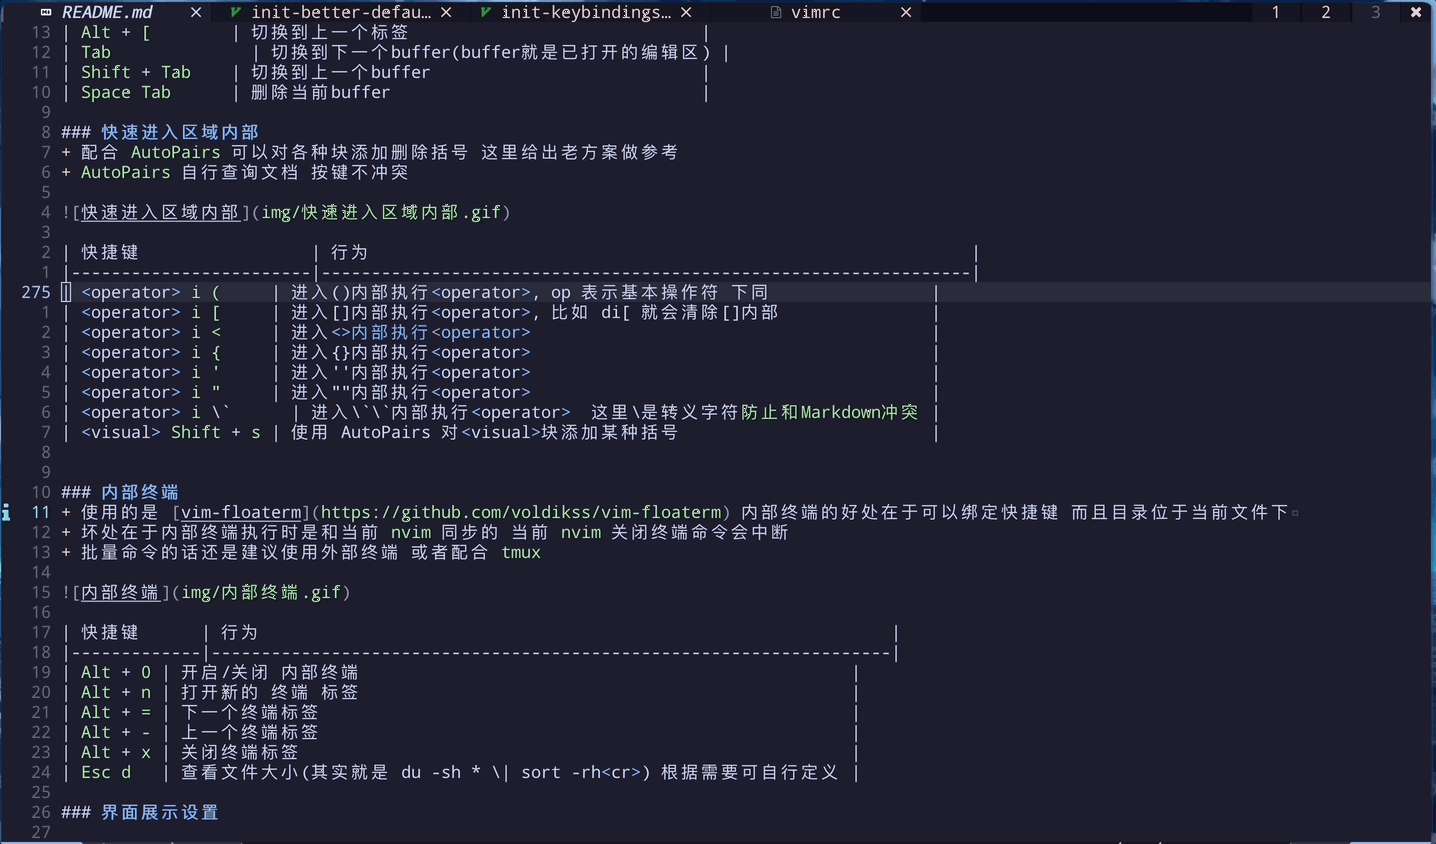 README.md ✕ init-better-defau… ✕ init-keybindings… ✕ vimrc ✕ 1 2 3 ✖
13 | Alt + [ | 切换到上一个标签 |
12 | Tab | 切换到下一个buffer(buffer就是已打开的编辑区) |
11 | Shift + Tab | 切换到上一个buffer |
10 | Space Tab | 删除当前buffer |
9
8 ### 快速进入区域内部
7 + 配合 AutoPairs 可以对各种块添加删除括号 这里给出老方案做参考
6 + AutoPairs 自行查询文档 按键不冲突
5
4 ![快速进入区域内部](img/快速进入区域内部.gif)
3
2 | 快捷键 | 行为 |
1 |------------------------|-----------------------------------------------------------------|
275 | <operator> i ( | 进入()内部执行<operator>, op 表示基本操作符 下同 |
1 | <operator> i [ | 进入[]内部执行<operator>, 比如 di[ 就会清除[]内部 |
2 | <operator> i < | 进入<>内部执行<operator> |
3 | <operator> i { | 进入{}内部执行<operator> |
4 | <operator> i ' | 进入''内部执行<operator> |
5 | <operator> i " | 进入""内部执行<operator> |
6 | <operator> i \` | 进入\`\`内部执行<operator> 这里\是转义字符防止和Markdown冲突 |
7 | <visual> Shift + s | 使用 AutoPairs 对<visual>块添加某种括号 |
8
9
10 ### 内部终端
11 + 使用的是 [vim-floaterm](https://github.com/voldikss/vim-floaterm) 内部终端的好处在于可以绑定快捷键 而且目录位于当前文件下
12 + 坏处在于内部终端执行时是和当前 nvim 同步的 当前 nvim 关闭终端命令会中断
13 + 批量命令的话还是建议使用外部终端 或者配合 tmux
14
15 ![内部终端](img/内部终端.gif)
16
17 | 快捷键 | 行为 |
18 |-------------|--------------------------------------------------------------------|
19 | Alt + 0 | 开启/关闭 内部终端 |
20 | Alt + n | 打开新的 终端 标签 |
21 | Alt + = | 下一个终端标签 |
22 | Alt + - | 上一个终端标签 |
23 | Alt + x | 关闭终端标签 |
24 | Esc d | 查看文件大小(其实就是 du -sh * \| sort -rh<cr>) 根据需要可自行定义 |
25
26 ### 界面展示设置
27